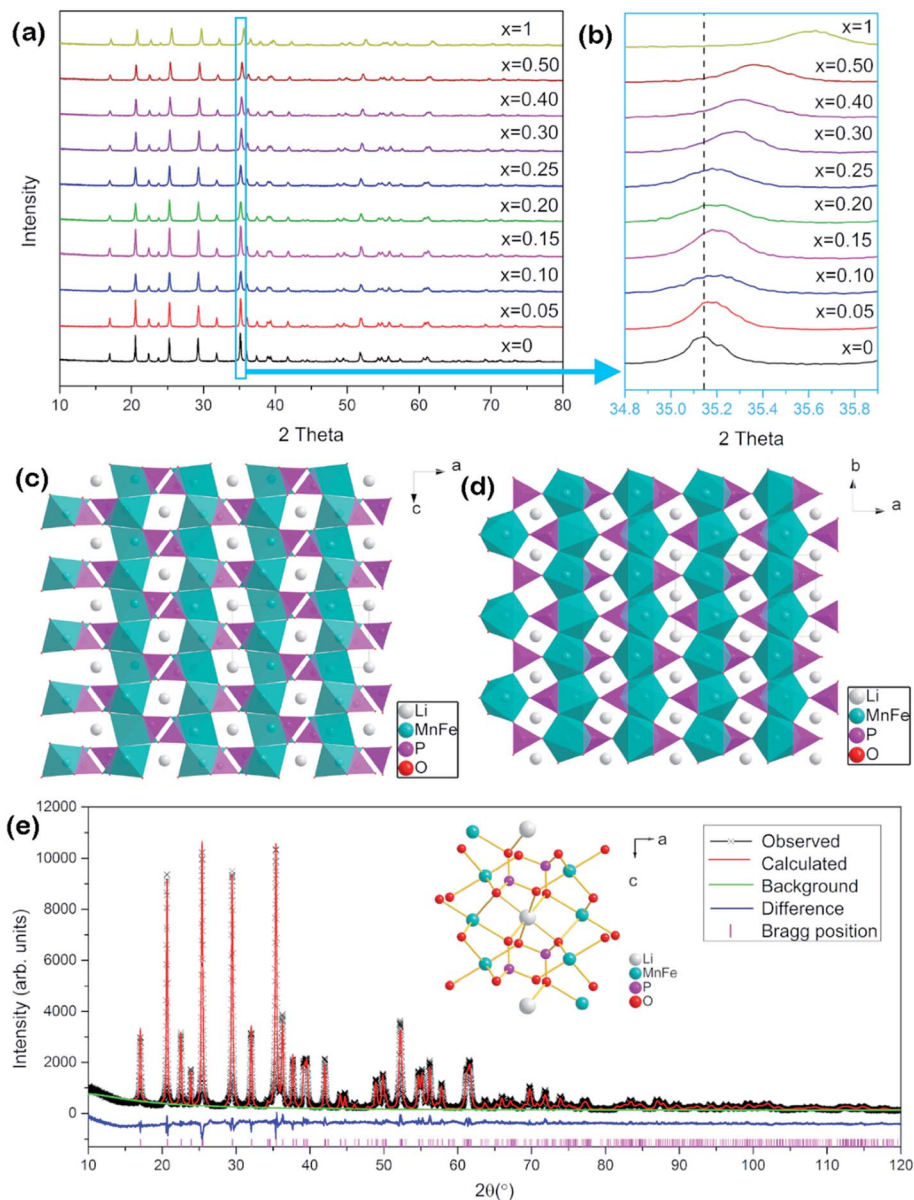 (a)
x=1
x=0.50
x=0.40
x=0.30
x=0.25
x=0.20
x=0.15
x=0.10
x=0.05
x=0
Intensity
10 20 30 40 50 60 70 80
2 Theta
(b)
x=1
x=0.50
x=0.40
x=0.30
x=0.25
x=0.20
x=0.15
x=0.10
x=0.05
x=0
34.8 35.0 35.2 35.4 35.6 35.8
2 Theta
(c)
a
c
Li
MnFe
P
O
(d)
b
a
Li
MnFe
P
O
(e)
12000
10000
8000
6000
4000
2000
0
Intensity (arb. units)
a
c
Li
MnFe
P
O
Observed
Calculated
Background
Difference
Bragg position
10 20 30 40 50 60 70 80 90 100 110 120
2θ(°)